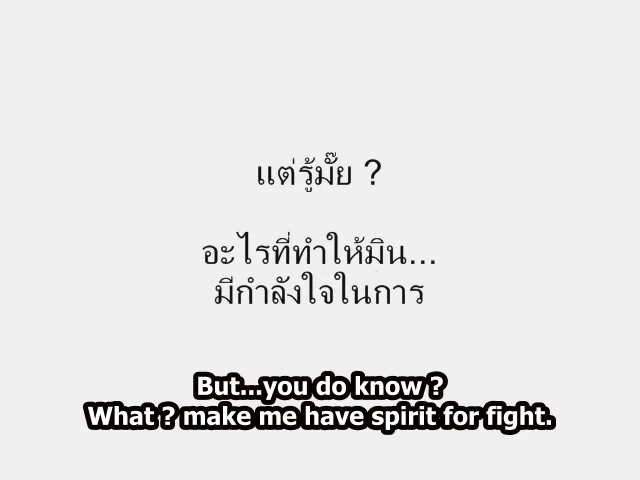 แต่รู้มั๊ย ?
อะไรที่ทำให้มิน...
มีกำลังใจในการ
But...you do know ?
What ? make me have spirit for fight.